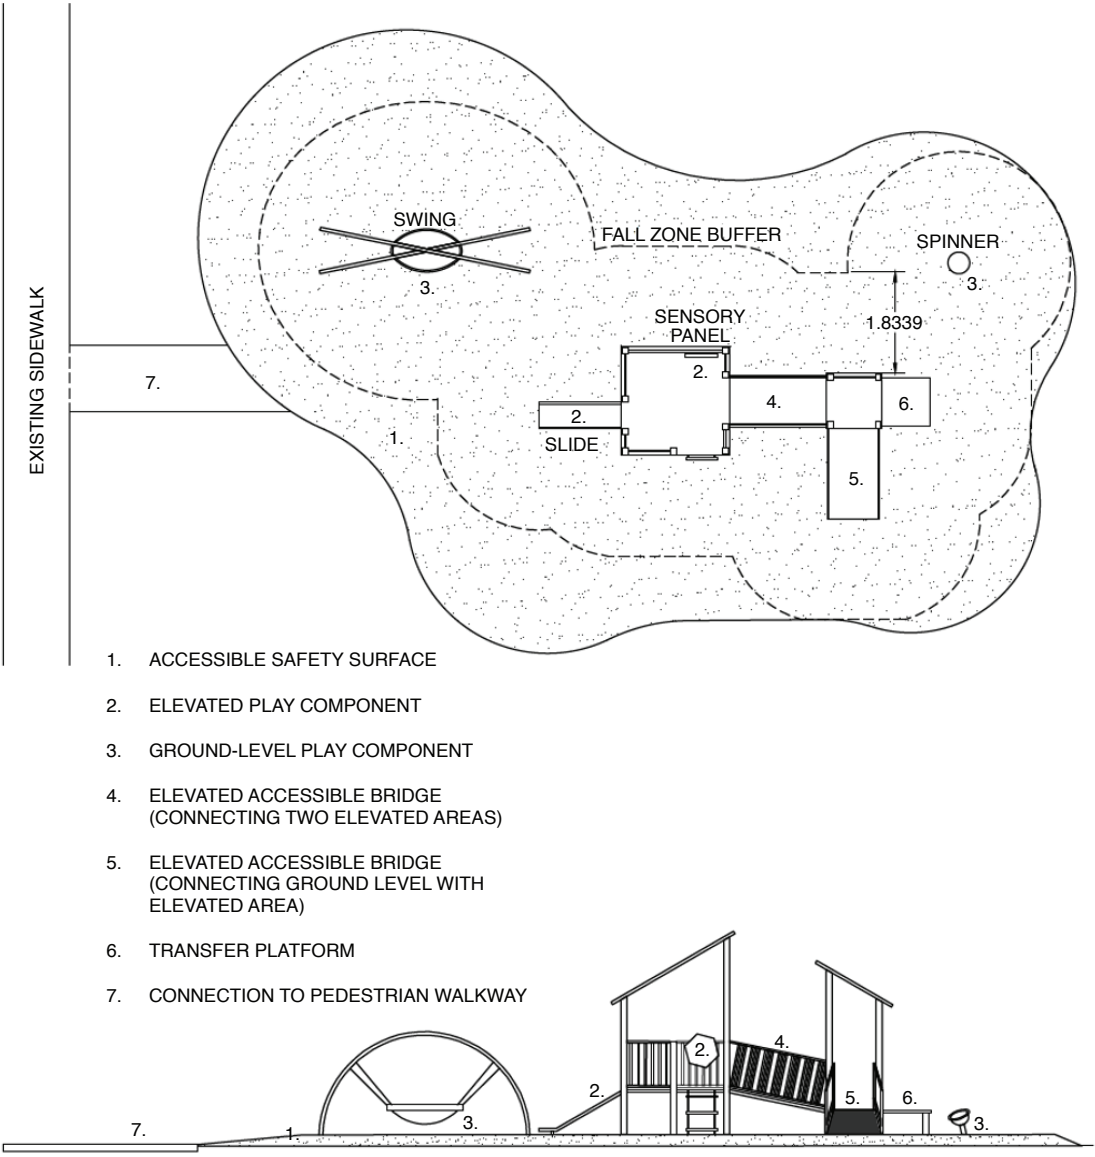 SWING
3.
FALL ZONE BUFFER
SPINNER
3.
1.8339
SENSORY
PANEL
2.
EXISTING SIDEWALK
7.
2.
SLIDE
4.
6.
1.
5.
1. ACCESSIBLE SAFETY SURFACE
2. ELEVATED PLAY COMPONENT
3. GROUND-LEVEL PLAY COMPONENT
4. ELEVATED ACCESSIBLE BRIDGE
(CONNECTING TWO ELEVATED AREAS)
5. ELEVATED ACCESSIBLE BRIDGE
(CONNECTING GROUND LEVEL WITH
ELEVATED AREA)
6. TRANSFER PLATFORM
7. CONNECTION TO PEDESTRIAN WALKWAY
2.
4.
2.
5.
6.
7.
1.
3.
3.